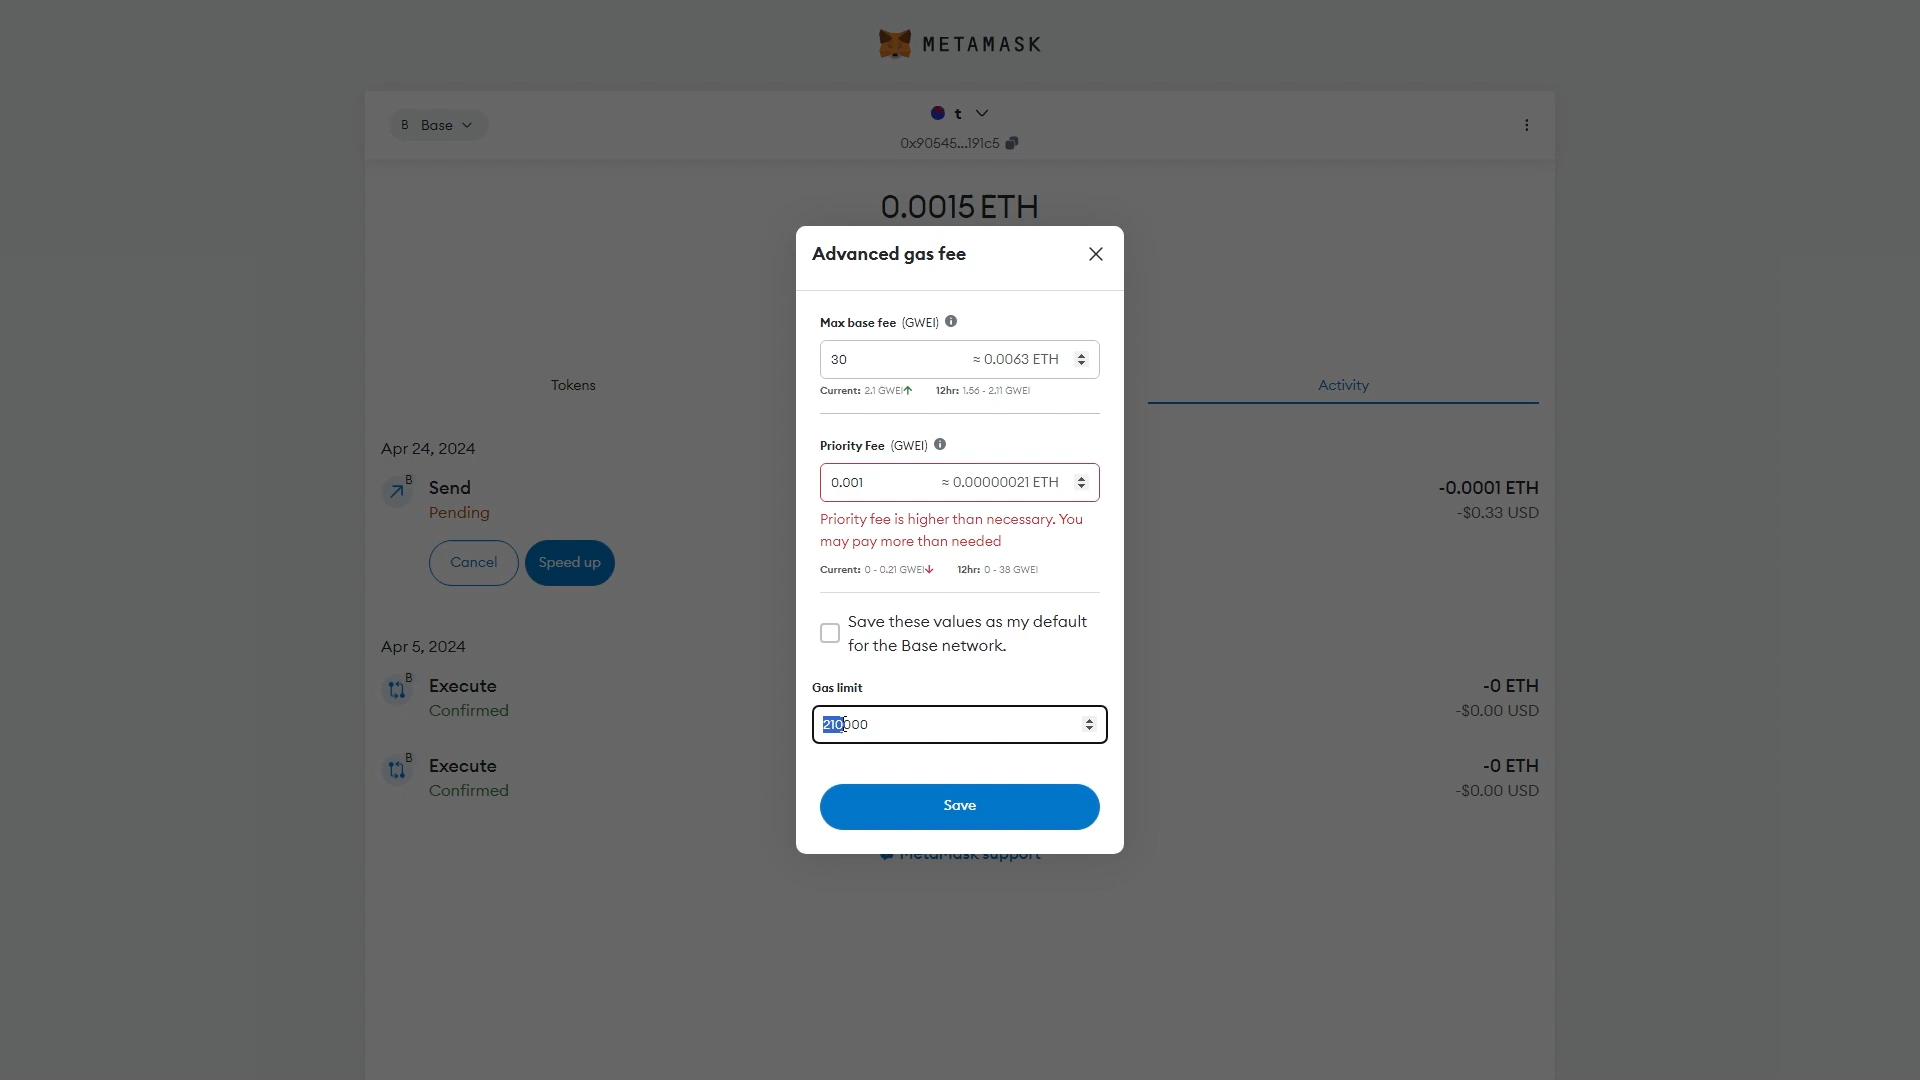 METAMASK
B Base
t
0x90545...191c5
0.0015 ETH
Advanced gas fee
Max base fee (GWEI)
30 ≈ 0.0063 ETH
Current: 2.1 GWEI 12hr: 1.56 - 2.11 GWEI
Tokens
Activity
Priority Fee (GWEI)
0.001 ≈ 0.00000021 ETH
Priority fee is higher than necessary. You
may pay more than needed
Current: 0 - 0.21 GWEI 12hr: 0 - 38 GWEI
Save these values as my default
for the Base network.
Gas limit
210000
Save
Apr 24, 2024
B
Send
Pending
-0.0001 ETH
-$0.33 USD
Cancel
Speed up
Apr 5, 2024
B
Execute
Confirmed
-0 ETH
-$0.00 USD
B
Execute
Confirmed
-0 ETH
-$0.00 USD
MetaMask support